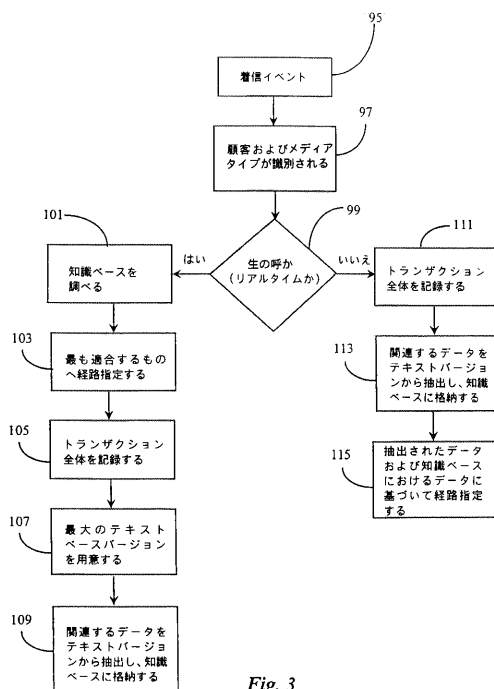 95
着信イベント
97
顧客およびメディア
タイプが識別される
99
生の呼か
(リアルタイムか)
はい
いいえ
101
知識ベースを
調べる
103
最も適合するもの
へ経路指定する
105
トランザクション
全体を記録する
107
最大のテキスト
ベースバージョン
を用意する
109
関連するデータを
テキストバージョン
から抽出し、知識
ベースに格納する
111
トランザクション
全体を記録する
113
関連するデータを
テキストバージョン
から抽出し、知識
ベースに格納する
115
抽出されたデータ
および知識ベース
におけるデータに
基づいて経路指定
する
Fig. 3